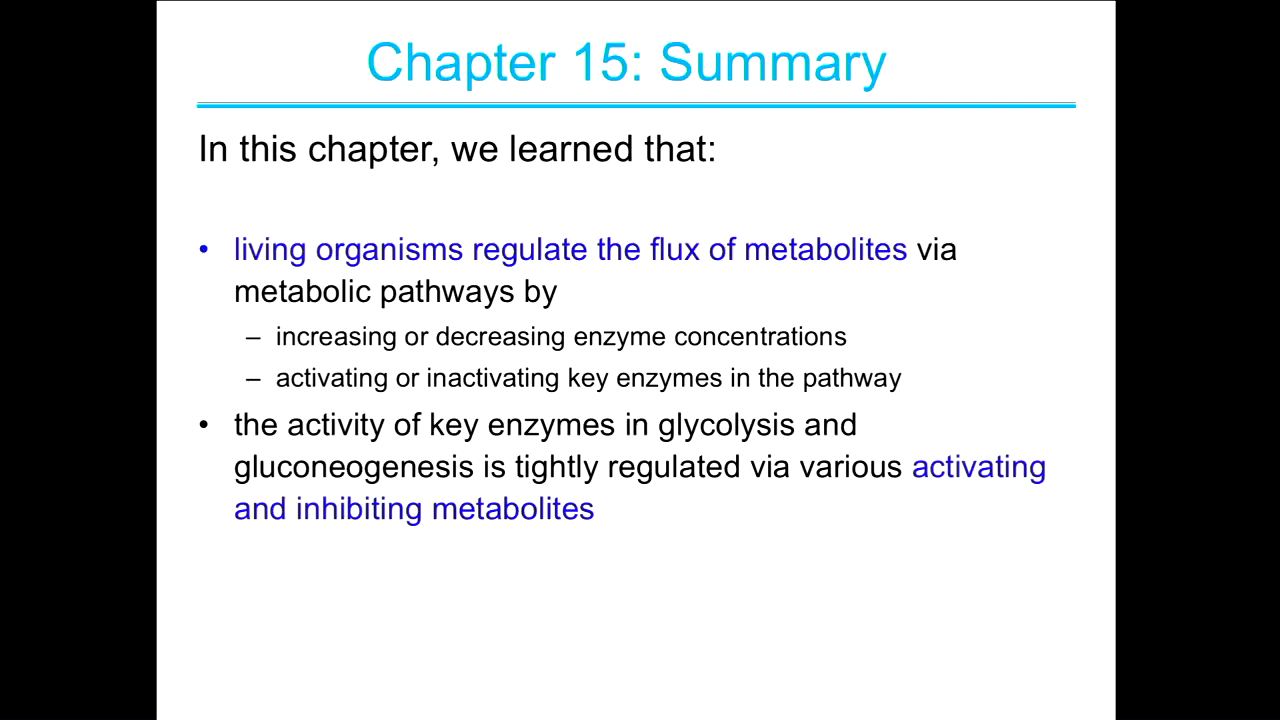 Chapter 15: Summary
In this chapter, we learned that:
• living organisms regulate the flux of metabolites via
metabolic pathways by
– increasing or decreasing enzyme concentrations
– activating or inactivating key enzymes in the pathway
• the activity of key enzymes in glycolysis and
gluconeogenesis is tightly regulated via various activating
and inhibiting metabolites